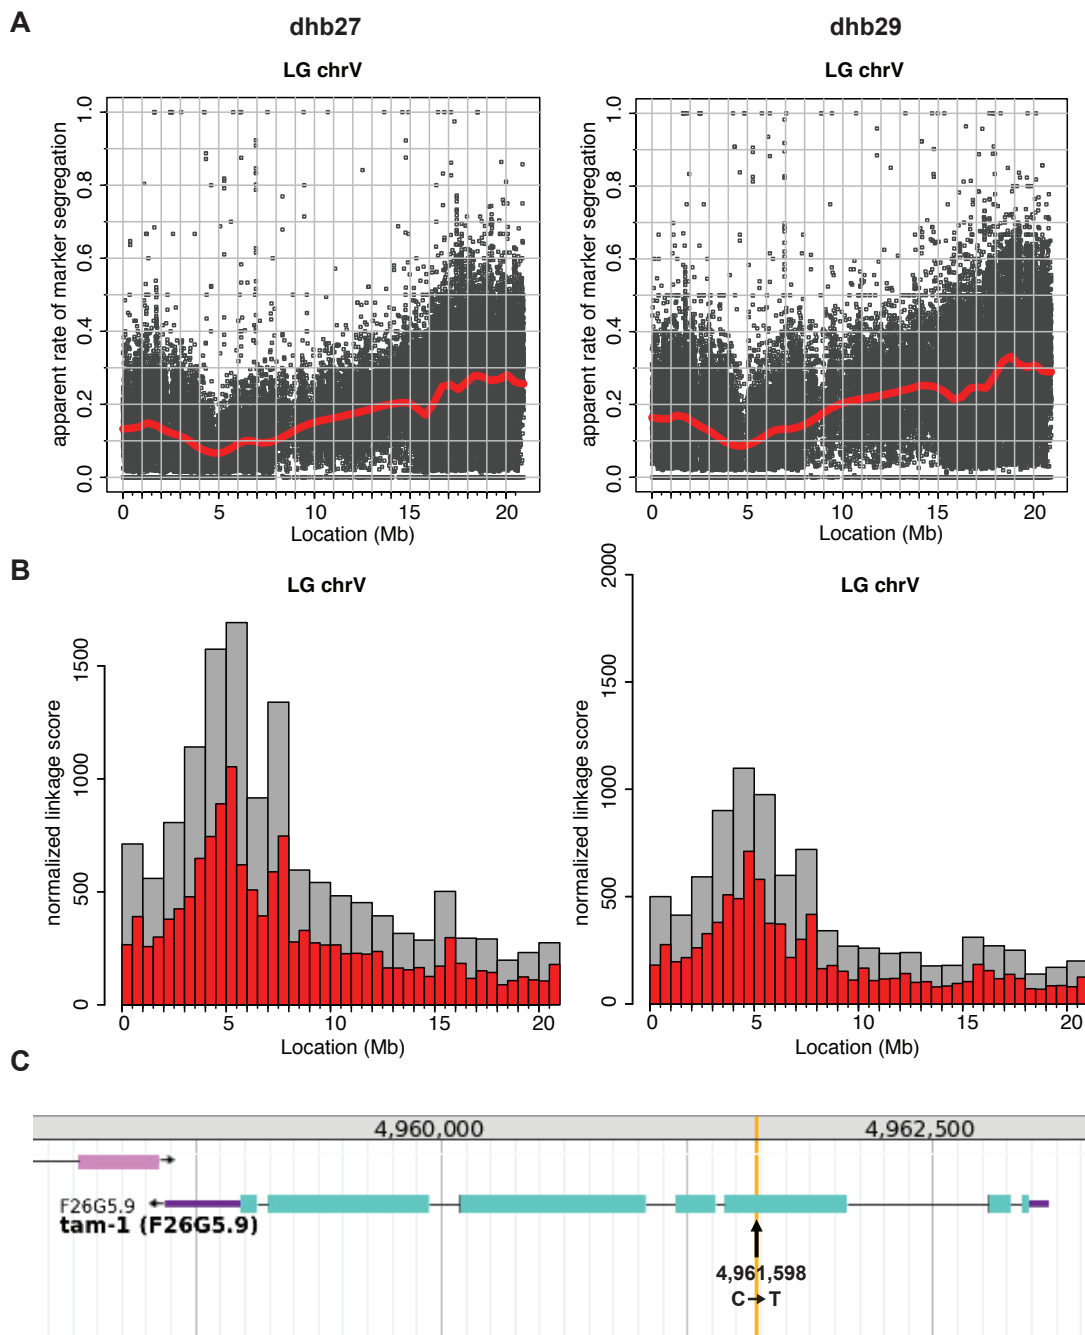 A
dhb27
dhb29
LG chrV
LG chrV
apparent rate of marker segregation
0.0
0.2
0.4
0.6
0.8
1.0
0
5
10
15
20
Location (Mb)
apparent rate of marker segregation
0.0
0.2
0.4
0.6
0.8
1.0
0
5
10
15
20
Location (Mb)
B
LG chrV
LG chrV
normalized linkage score
0
500
1000
1500
0
5
10
15
20
Location (Mb)
normalized linkage score
0
500
1000
1500
2000
0
5
10
15
20
Location (Mb)
C
4,960,000
4,962,500
F26G5.9
tam-1 (F26G5.9)
4,961,598
C→T